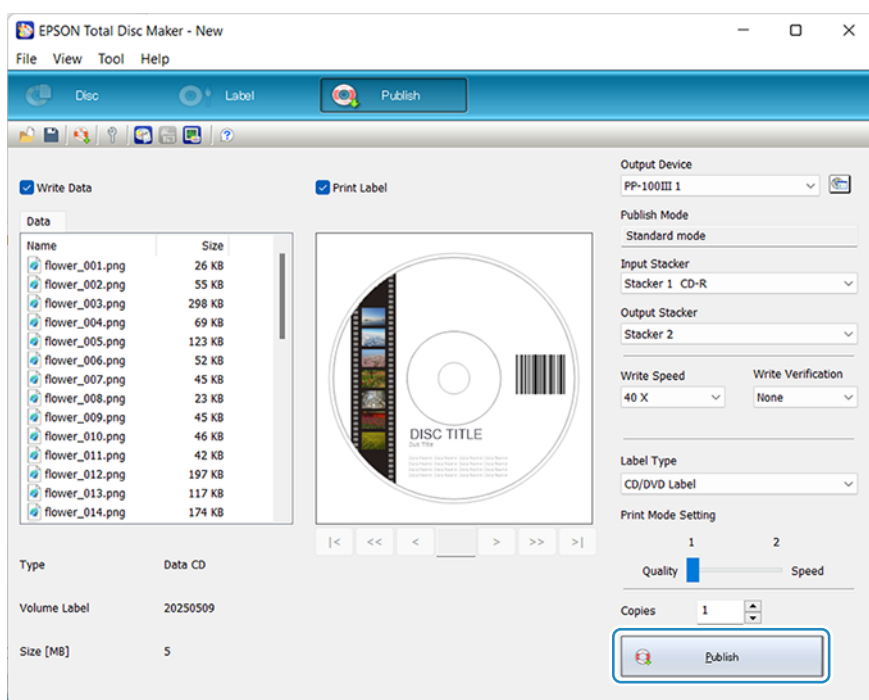 EPSON Total Disc Maker - New
File View Tool Help
Disc Label Publish
Write Data
Data
Name Size
flower_001.png 26 KB
flower_002.png 55 KB
flower_003.png 298 KB
flower_004.png 69 KB
flower_005.png 123 KB
flower_006.png 52 KB
flower_007.png 45 KB
flower_008.png 23 KB
flower_009.png 45 KB
flower_010.png 46 KB
flower_011.png 42 KB
flower_012.png 197 KB
flower_013.png 117 KB
flower_014.png 174 KB
Type Data CD
Volume Label 20250509
Size [MB] 5
Print Label
DISC TITLE
|< << < > >> >|
Output Device
PP-100III 1
Publish Mode
Standard mode
Input Stacker
Stacker 1 CD-R
Output Stacker
Stacker 2
Write Speed Write Verification
40 X None
Label Type
CD/DVD Label
Print Mode Setting
1 2
Quality Speed
Copies 1
Publish